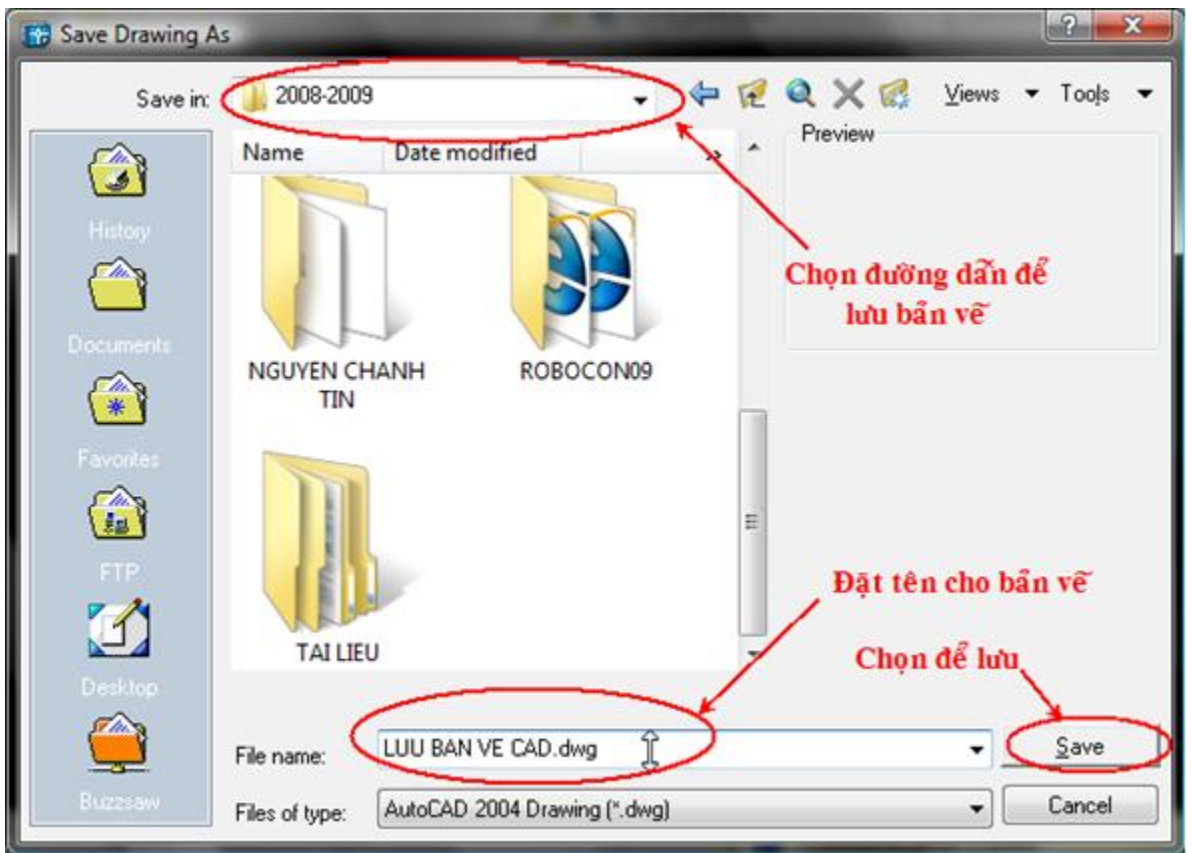 Save Drawing As
Save in: 2008-2009 Views Tools
Name Date modified
Preview
History
Documents
Favorites
FTP
Desktop
Buzzsaw
NGUYEN CHANH
TIN
ROBOCON09
TAI LIEU
Chọn đường dẫn để
lưu bản vẽ
Đặt tên cho bản vẽ
Chọn để lưu
File name: LUU BAN VE CAD.dwg Save
Files of type: AutoCAD 2004 Drawing (*.dwg) Cancel